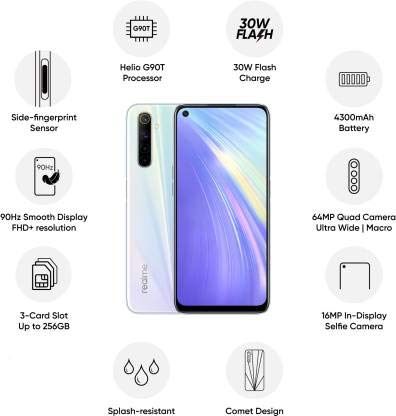 G90T
Helio G90T
Processor
30W
FLASH
30W Flash
Charge
Side-fingerprint
Sensor
4300mAh
Battery
90Hz
90Hz Smooth Display
FHD+ resolution
64MP Quad Camera
Ultra Wide | Macro
realme
3-Card Slot
Up to 256GB
16MP In-Display
Selfie Camera
Splash-resistant
Comet Design